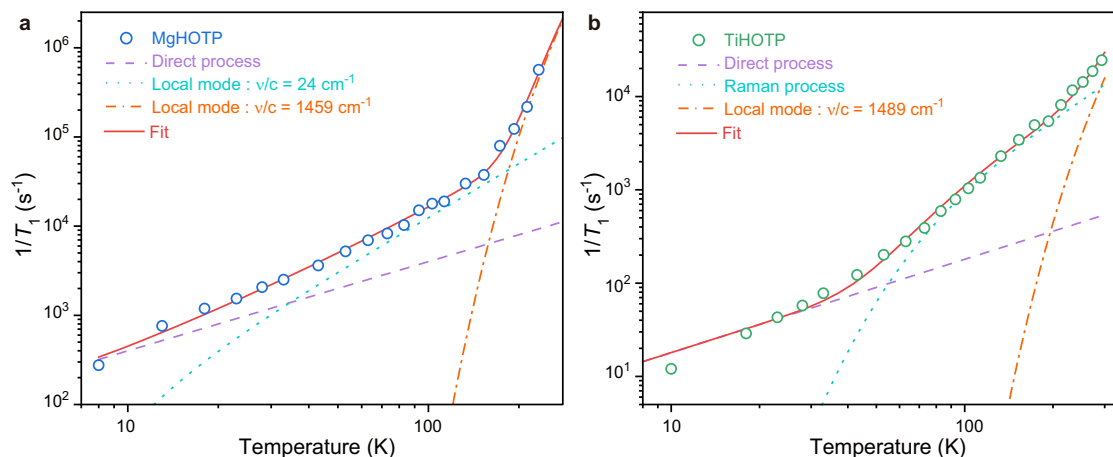 a
MgHOTP
Direct process
Local mode : ν/c = 24 cm⁻¹
Local mode : ν/c = 1459 cm⁻¹
Fit
10⁶
10⁵
10⁴
10³
10²
1/T₁ (s⁻¹)
10
100
Temperature (K)
b
TiHOTP
Direct process
Raman process
Local mode : ν/c = 1489 cm⁻¹
Fit
10⁵
10⁴
10³
10²
10¹
1/T₁ (s⁻¹)
10
100
Temperature (K)